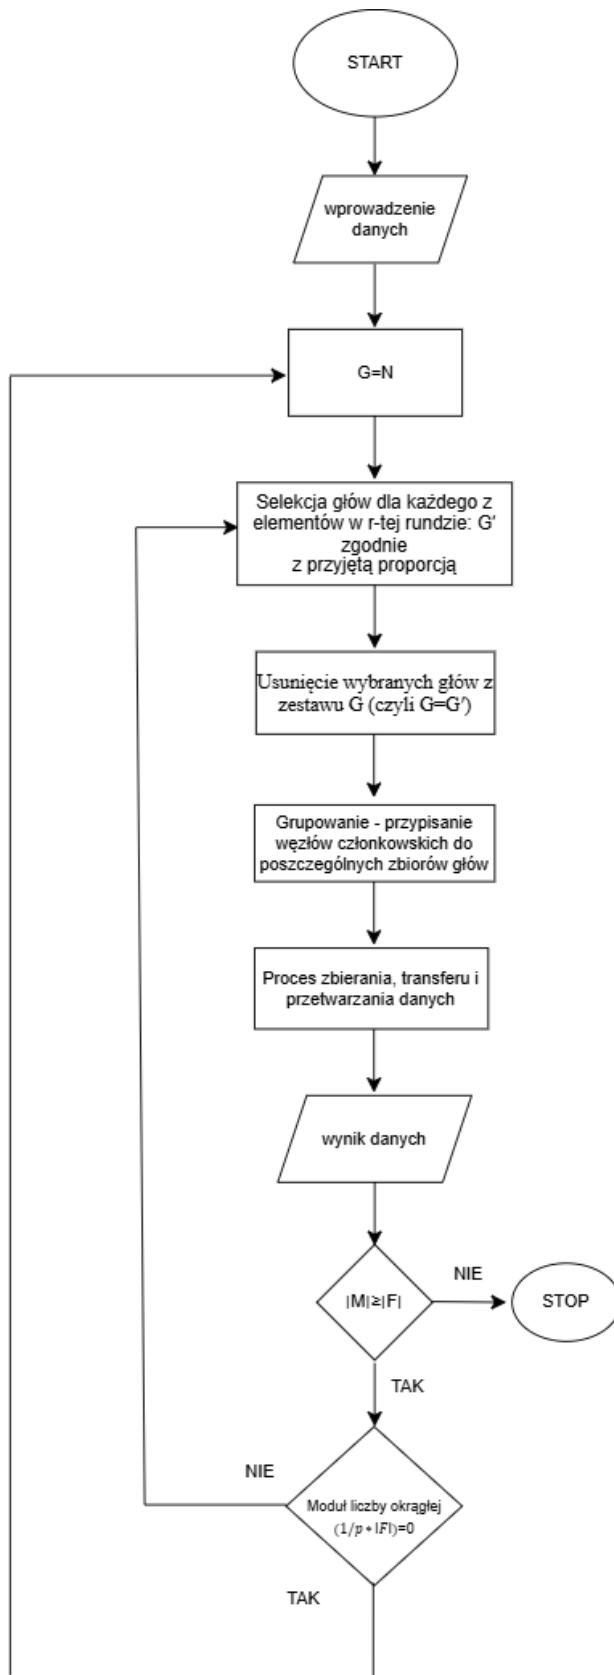 START
wprowadzenie
danych
G=N
Selekcja głów dla każdego z
elementów w r-tej rundzie: G′
zgodnie
z przyjętą proporcją
Usunięcie wybranych głów z
zestawu G (czyli G=G′)
Grupowanie - przypisanie
węzłów członkowskich do
poszczególnych zbiorów głów
Proces zbierania, transferu i
przetwarzania danych
wynik danych
|M|≥|F|
NIE
STOP
TAK
NIE
Moduł liczby okrągłej
(1/p∗|F|)=0
TAK